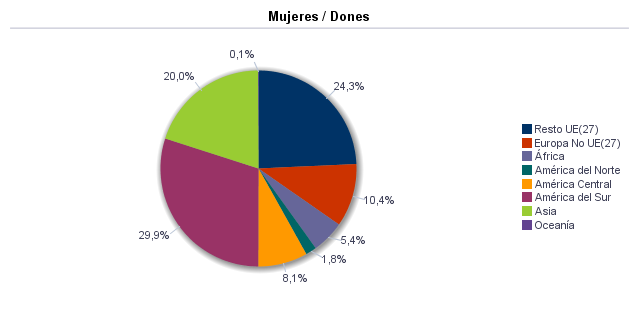 Mujeres / Dones
0,1%
20,0%
24,3%
10,4%
5,4%
1,8%
8,1%
29,9%
Resto UE(27)
Europa No UE(27)
África
América del Norte
América Central
América del Sur
Asia
Oceanía